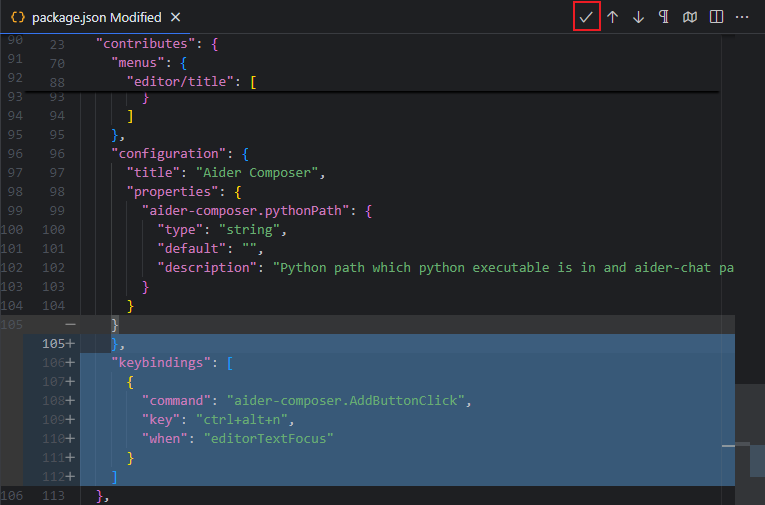 package.json Modified
90 23 "contributes": {
91 70 "menus": {
92 88 "editor/title": [
93 93 }
94 94 ]
95 95 },
96 96 "configuration": {
97 97 "title": "Aider Composer",
98 98 "properties": {
99 99 "aider-composer.pythonPath": {
100 100 "type": "string",
101 101 "default": "",
102 102 "description": "Python path which python executable is in and aider-chat pa
103 103 }
104 104 }
105 — }
105+ },
106+ "keybindings": [
107+ {
108+ "command": "aider-composer.AddButtonClick",
109+ "key": "ctrl+alt+n",
110+ "when": "editorTextFocus"
111+ }
112+ ]
106 113 },